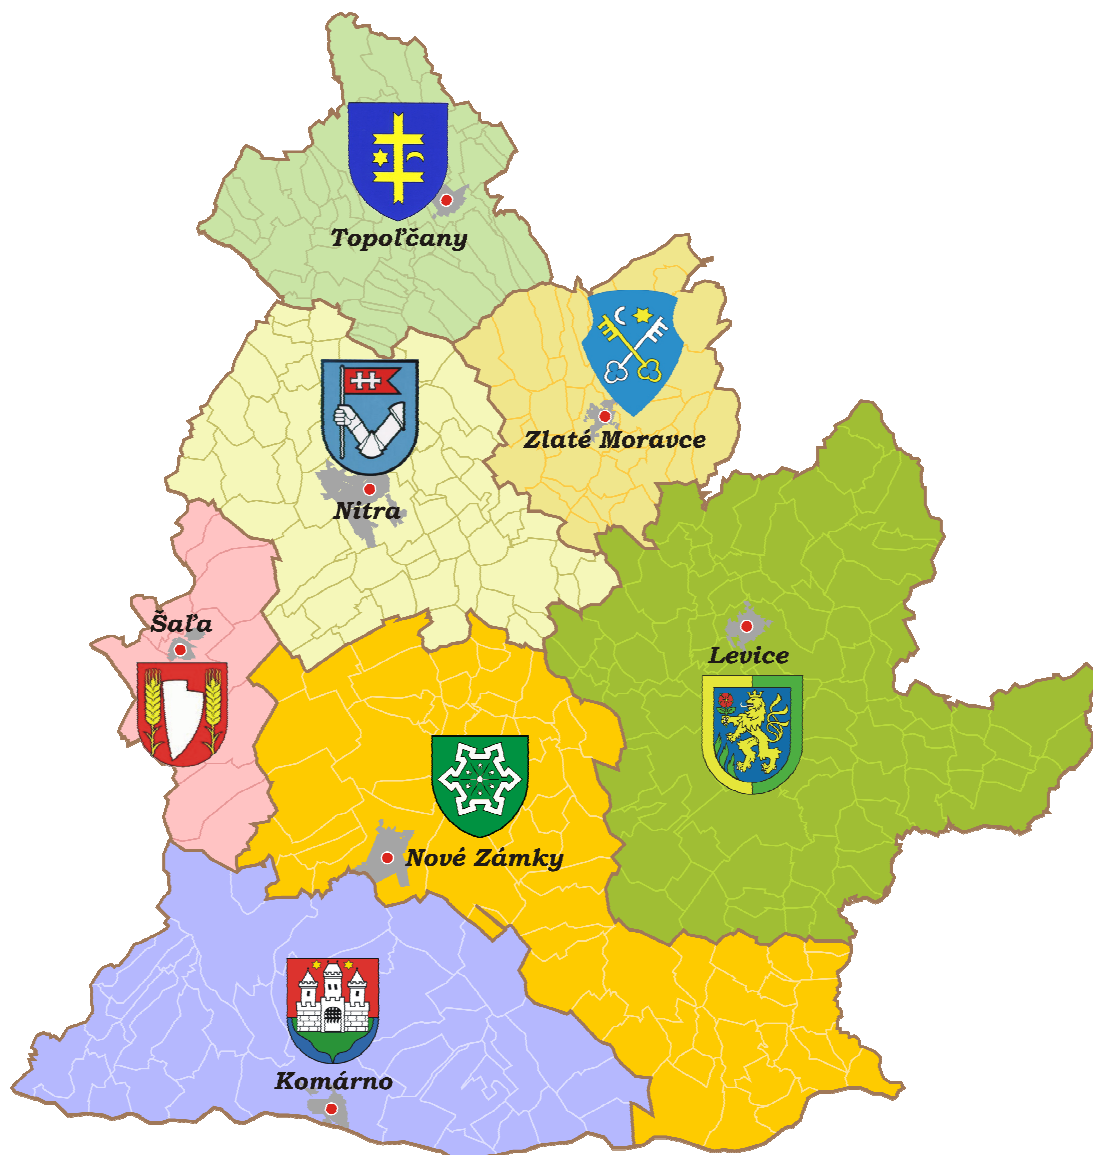 Topoľčany
Zlaté Moravce
Nitra
Šaľa
Levice
Nové Zámky
Komárno